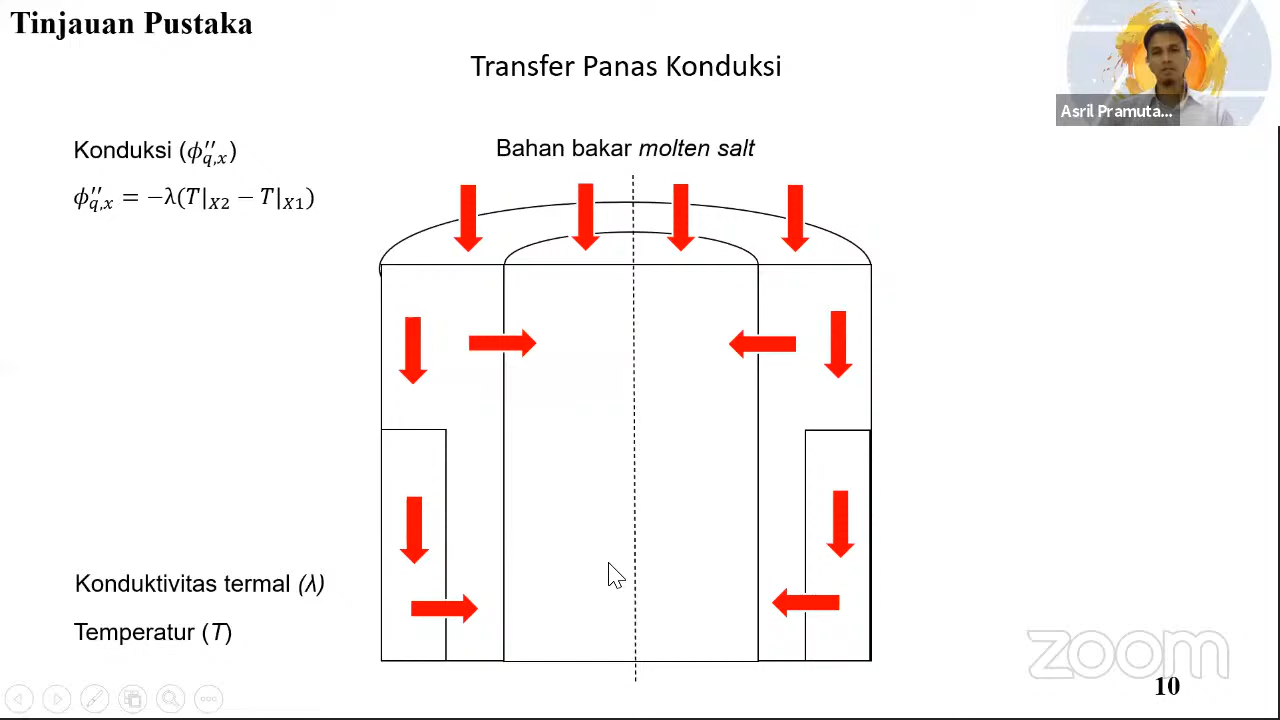 Tinjauan Pustaka
Transfer Panas Konduksi
Asril Pramuta...
Konduksi (ϕ''q,x)
ϕ''q,x = −λ(T|X2 − T|X1)
Bahan bakar molten salt
Konduktivitas termal (λ)
Temperatur (T)
zoom
10